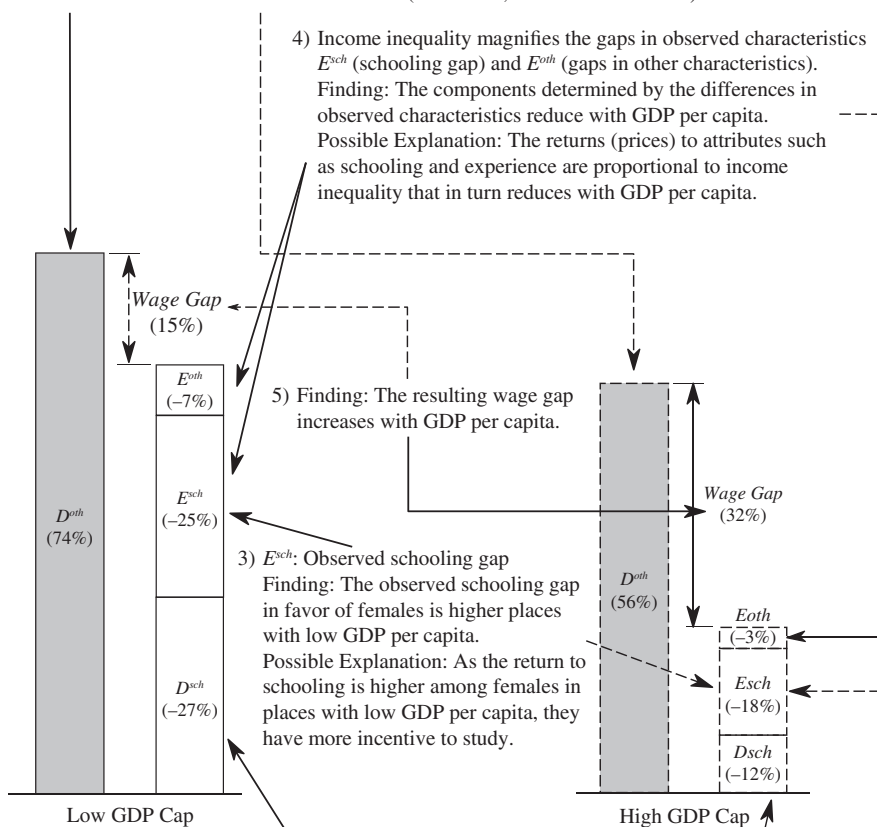 4) Income inequality magnifies the gaps in observed characteristics
E^sch (schooling gap) and E^oth (gaps in other characteristics).
Finding: The components determined by the differences in
observed characteristics reduce with GDP per capita.
Possible Explanation: The returns (prices) to attributes such
as schooling and experience are proportional to income
inequality that in turn reduces with GDP per capita.
Wage Gap
(15%)
E^oth
(–7%)
5) Finding: The resulting wage gap
increases with GDP per capita.
E^sch
(–25%)
D^oth
(74%)
Wage Gap
(32%)
3) E^sch: Observed schooling gap
Finding: The observed schooling gap
in favor of females is higher places
with low GDP per capita.
Possible Explanation: As the return to
schooling is higher among females in
places with low GDP per capita, they
have more incentive to study.
D^oth
(56%)
Eoth
(–3%)
Esch
(–18%)
D^sch
(–27%)
Dsch
(–12%)
Low GDP Cap
High GDP Cap